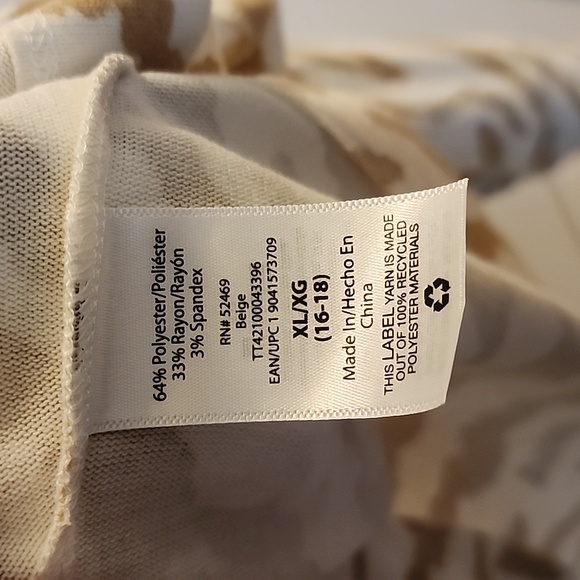 64% Polyester/Poliéster
33% Rayon/Rayón
3% Spandex
RN# 52469
Beige
TT42100043396
EAN/UPC 1 9041573709
XL/XG
(16-18)
Made In/Hecho En
China
THIS LABEL YARN IS MADE
OUT OF 100% RECYCLED
POLYESTER MATERIALS